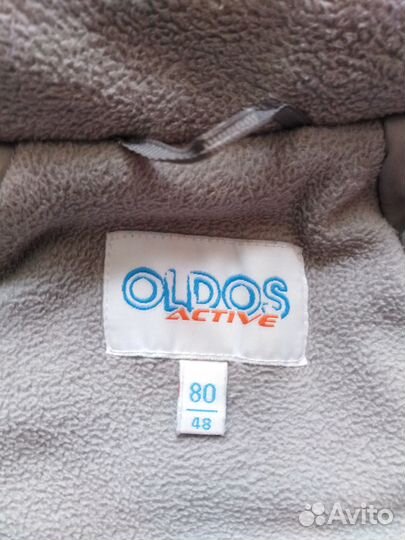 OLDOS
ACTIVE
80
48
Avito